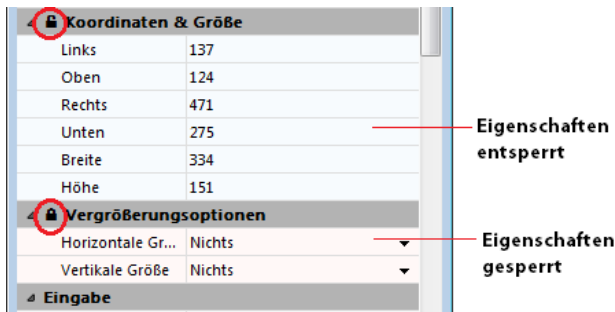 Koordinaten & Größe
Links 137
Oben 124
Rechts 471
Unten 275
Breite 334
Höhe 151
Vergrößerungsoptionen
Horizontale Gr... Nichts
Vertikale Größe Nichts
Eingabe
Eigenschaften
entsperrt
Eigenschaften
gesperrt